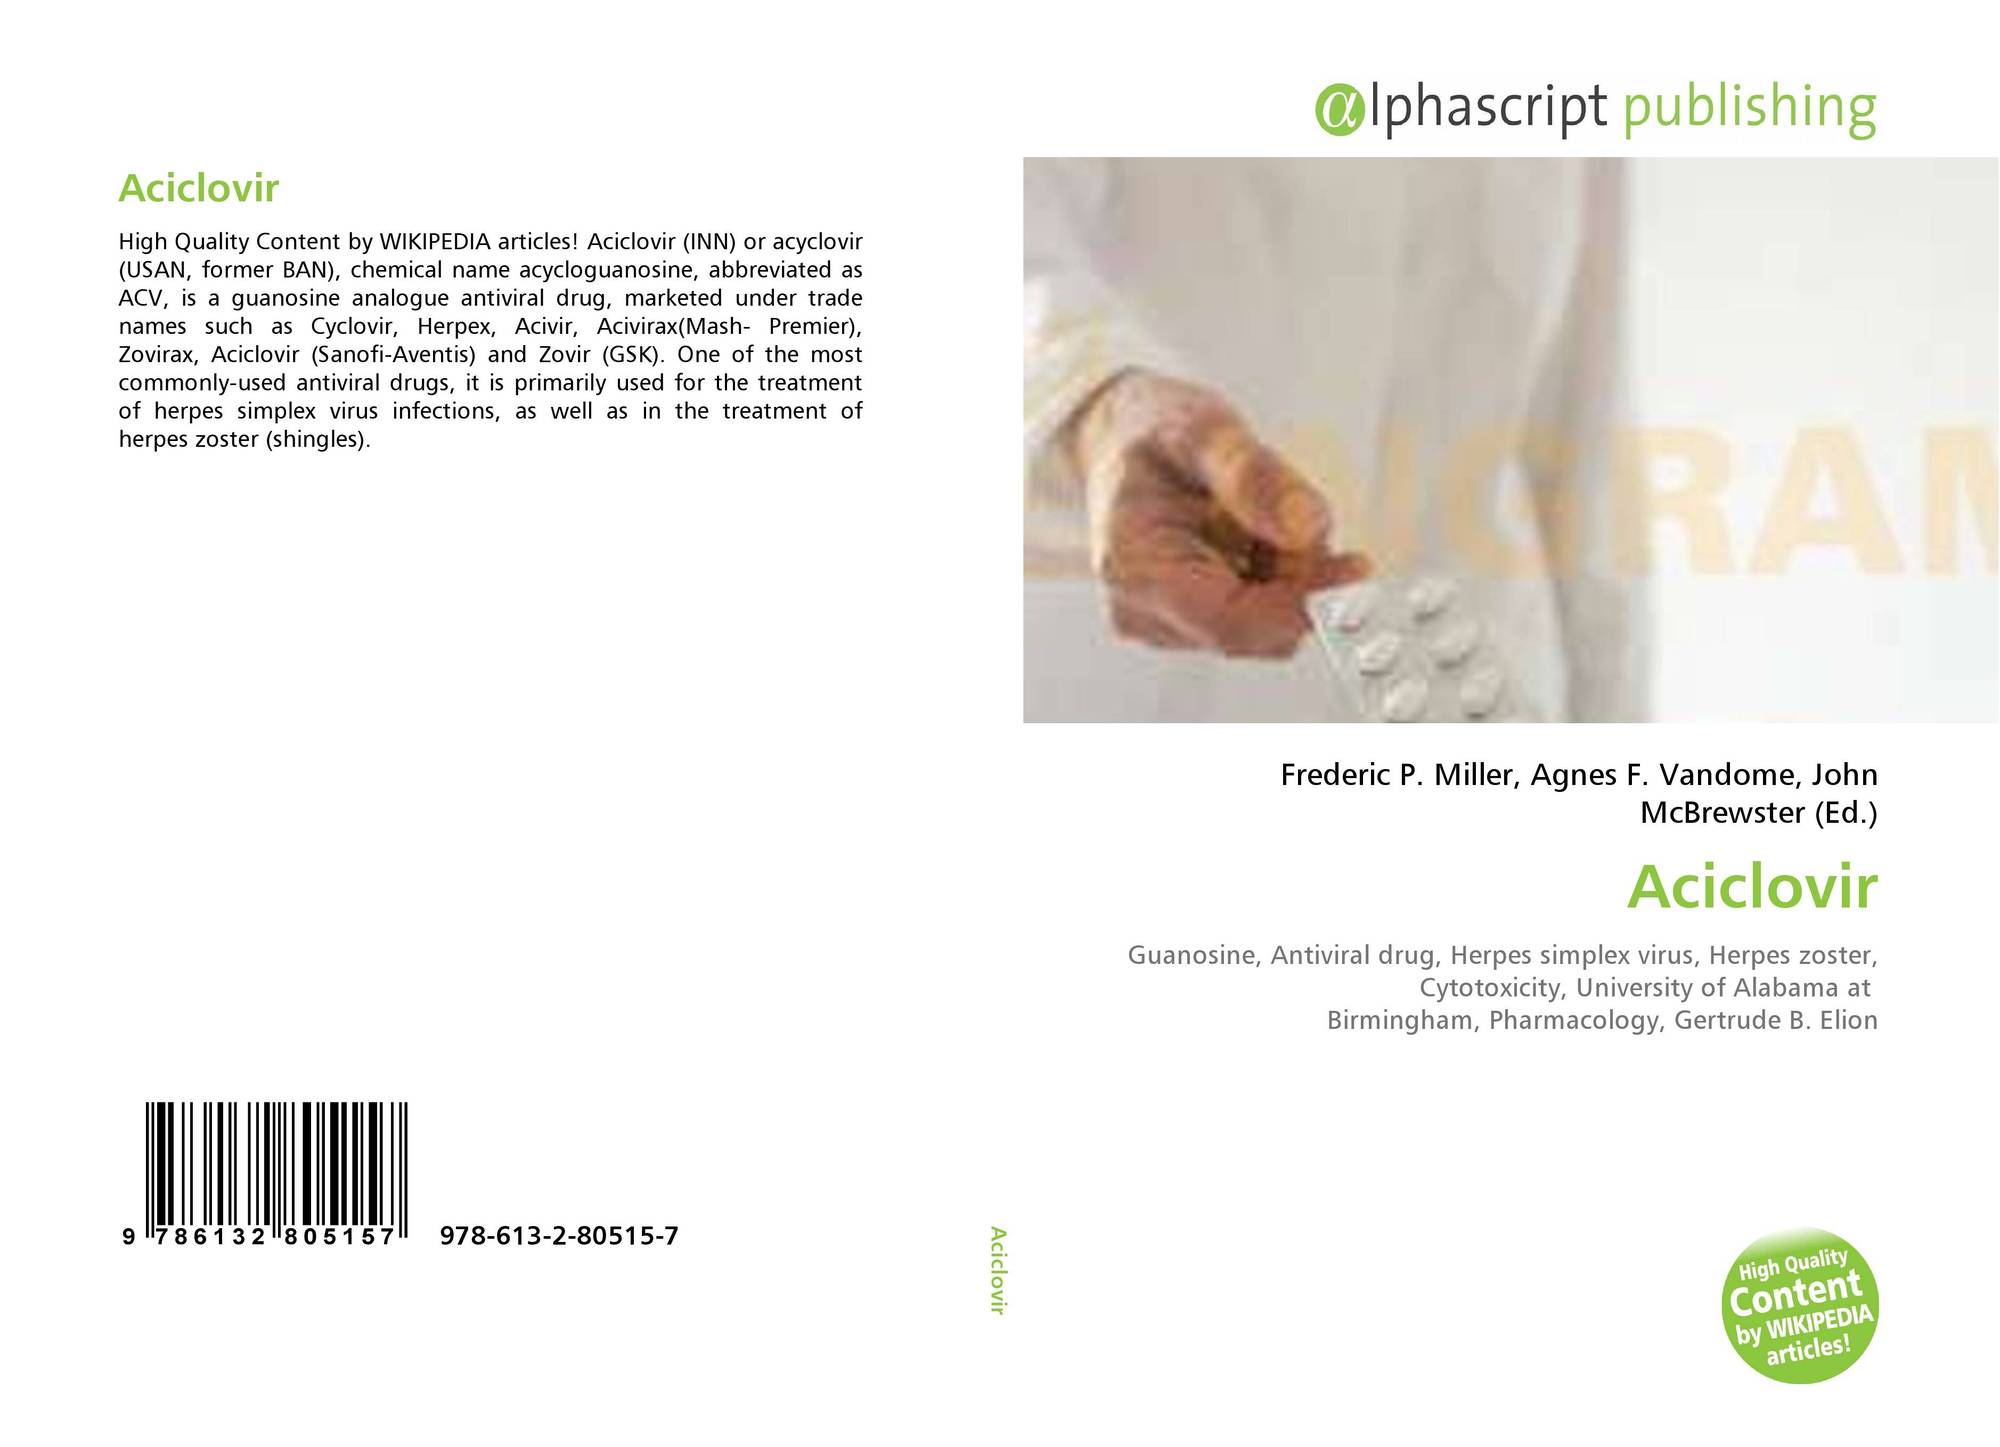 Aciclovir
High Quality Content by WIKIPEDIA articles! Aciclovir (INN) or acyclovir
(USAN, former BAN), chemical name acycloguanosine, abbreviated as
ACV, is a guanosine analogue antiviral drug, marketed under trade
names such as Cyclovir, Herpex, Acivir, Acivirax(Mash- Premier),
Zovirax, Aciclovir (Sanofi-Aventis) and Zovir (GSK). One of the most
commonly-used antiviral drugs, it is primarily used for the treatment
of herpes simplex virus infections, as well as in the treatment of
herpes zoster (shingles).
9 786132 805157
978-613-2-80515-7
Aciclovir
alphascript publishing
Frederic P. Miller, Agnes F. Vandome, John
McBrewster (Ed.)
Aciclovir
Guanosine, Antiviral drug, Herpes simplex virus, Herpes zoster,
Cytotoxicity, University of Alabama at
Birmingham, Pharmacology, Gertrude B. Elion
High Quality
Content
by WIKIPEDIA
articles!